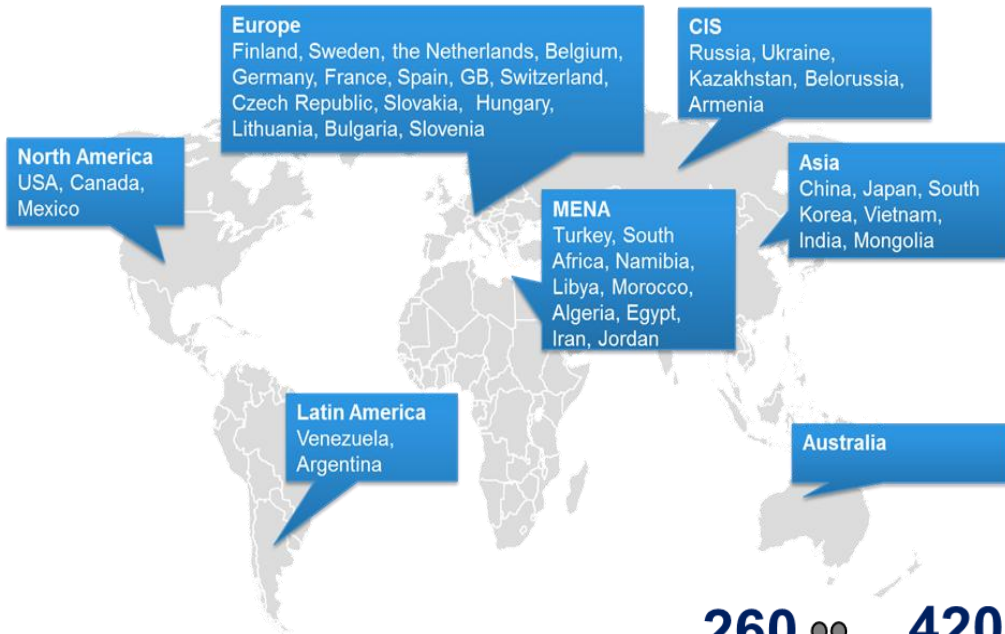 Europe
Finland, Sweden, the Netherlands, Belgium,
Germany, France, Spain, GB, Switzerland,
Czech Republic, Slovakia, Hungary,
Lithuania, Bulgaria, Slovenia
CIS
Russia, Ukraine,
Kazakhstan, Belorussia,
Armenia
North America
USA, Canada,
Mexico
Asia
China, Japan, South
Korea, Vietnam,
India, Mongolia
MENA
Turkey, South
Africa, Namibia,
Libya, Morocco,
Algeria, Egypt,
Iran, Jordan
Latin America
Venezuela,
Argentina
Australia
260 420